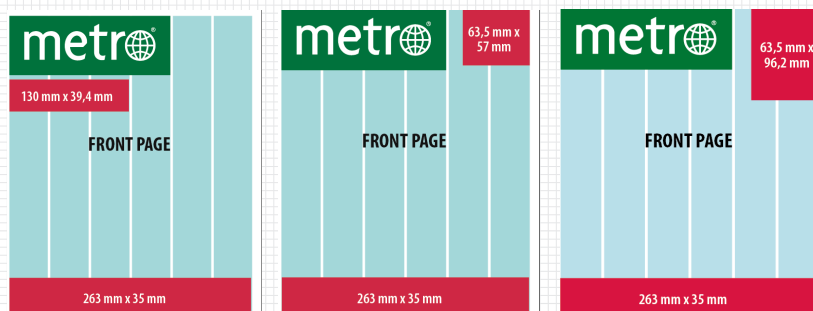 metro®
130 mm x 39,4 mm
FRONT PAGE
263 mm x 35 mm
metro®
63,5 mm x
57 mm
FRONT PAGE
263 mm x 35 mm
metro®
63,5 mm x
96,2 mm
FRONT PAGE
263 mm x 35 mm